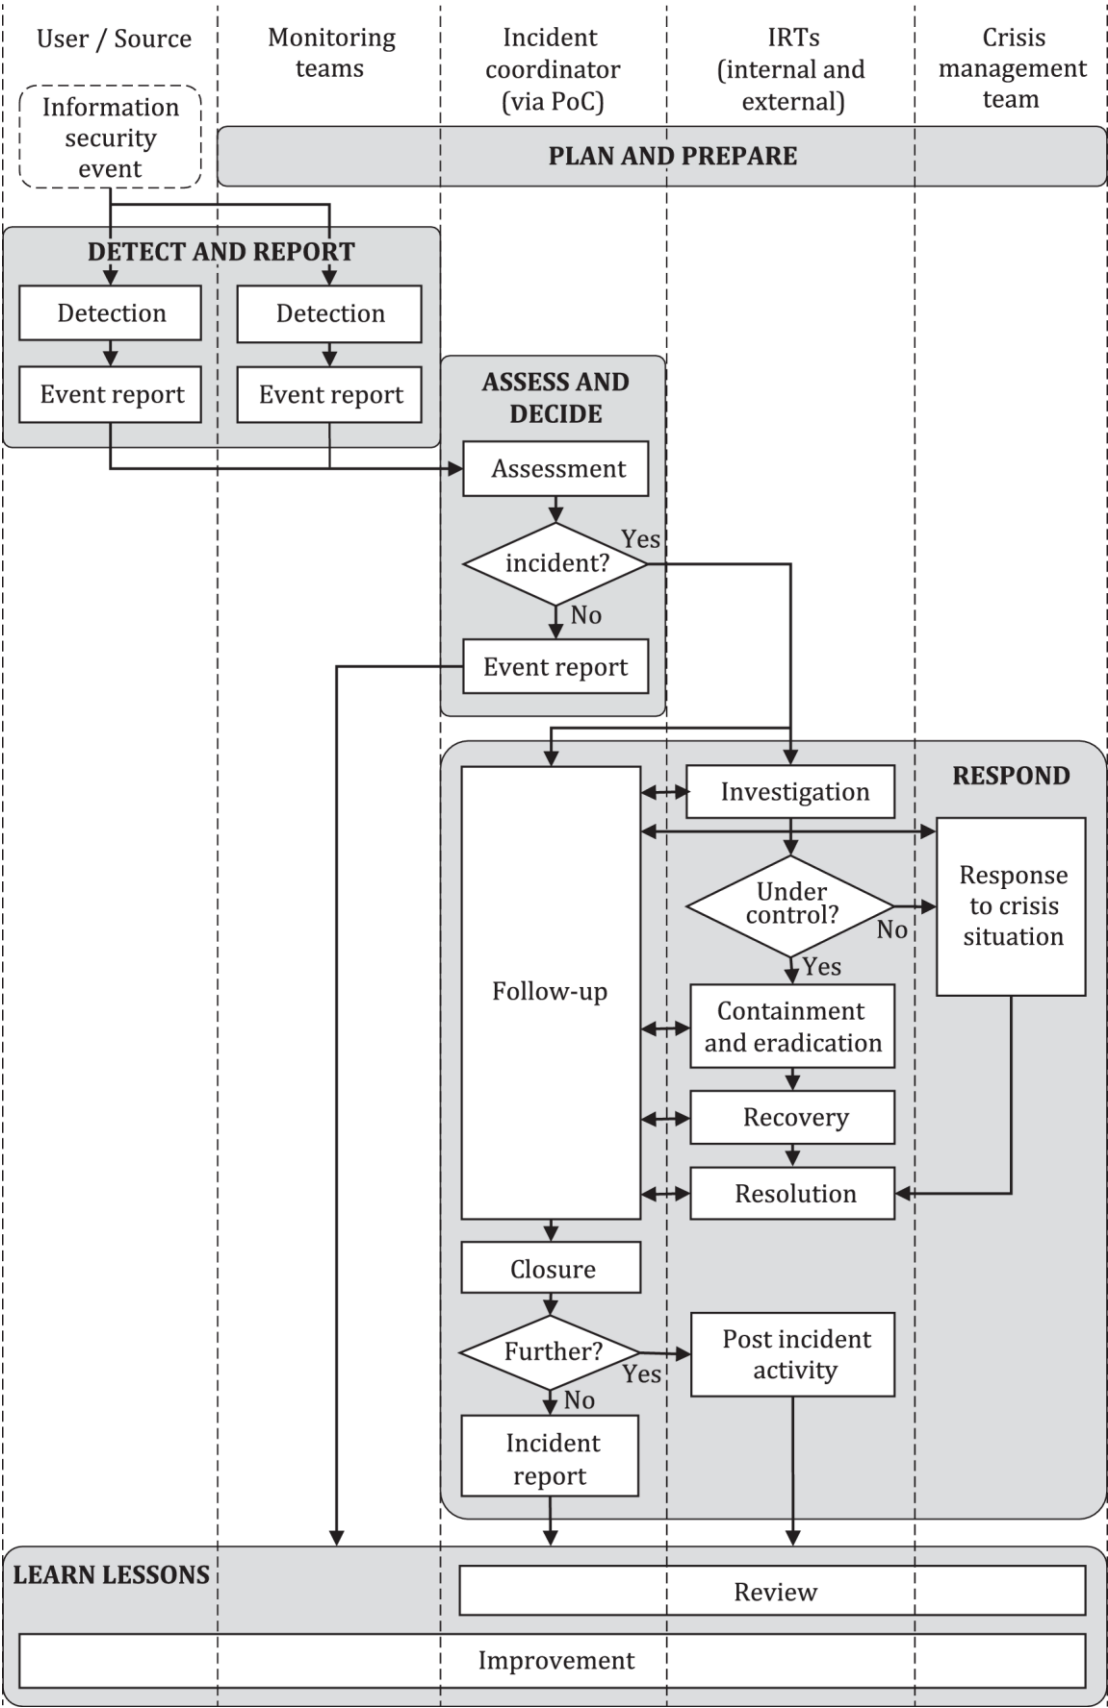 User / Source
Monitoring
teams
Incident
coordinator
(via PoC)
IRTs
(internal and
external)
Crisis
management
team
Information
security
event
PLAN AND PREPARE
DETECT AND REPORT
Detection
Detection
Event report
Event report
ASSESS AND
DECIDE
Assessment
Yes
incident?
No
Event report
RESPOND
Investigation
Under
control?
No
Yes
Response
to crisis
situation
Follow-up
Containment
and eradication
Recovery
Resolution
Closure
Further?
Yes
No
Post incident
activity
Incident
report
LEARN LESSONS
Review
Improvement